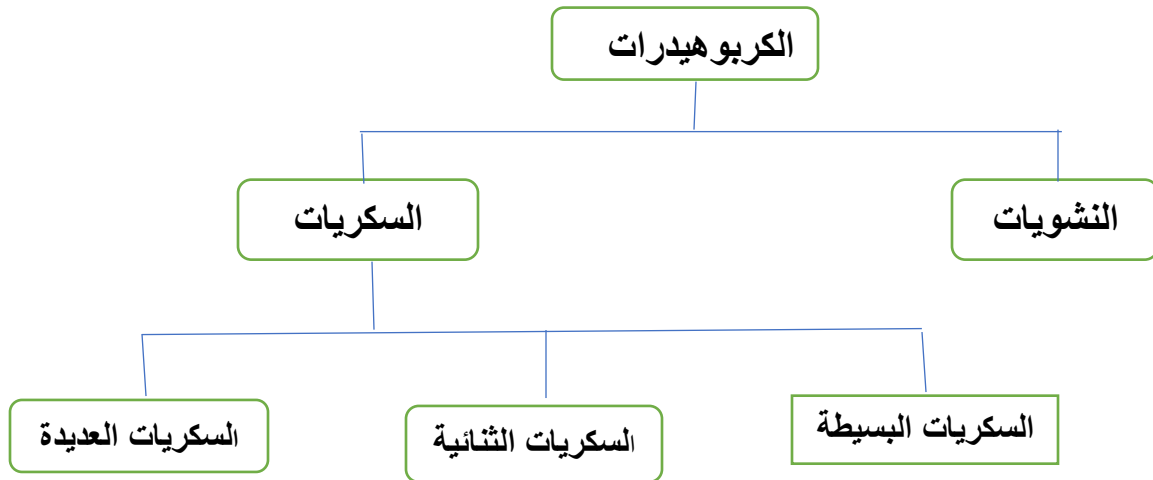 الكربوهيدرات
النشويات
السكريات
السكريات البسيطة
السكريات الثنائية
السكريات العديدة